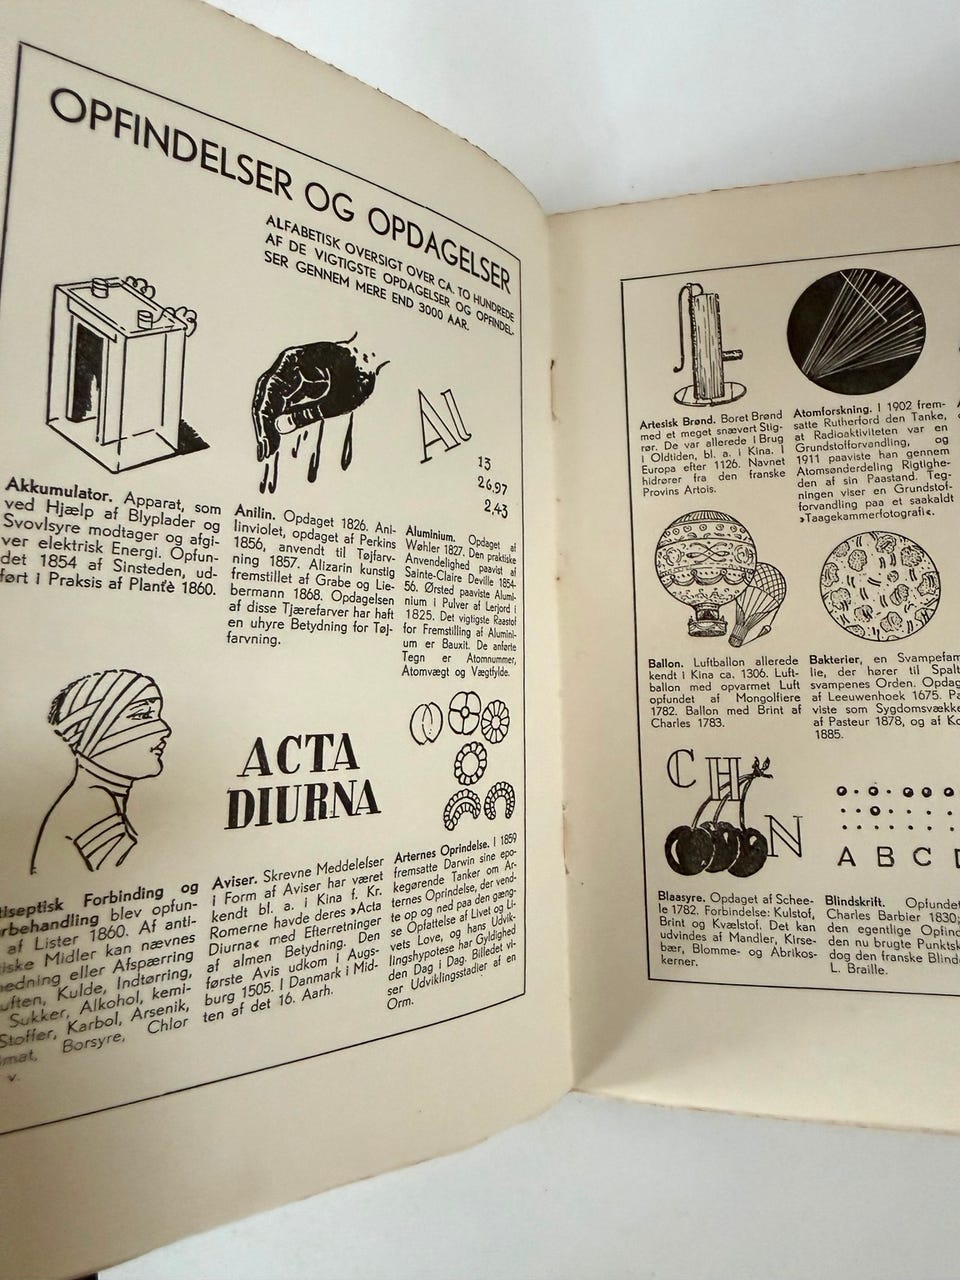 OPFINDELSER OG OPDAGELSER
ALFABETISK OVERSIGT OVER CA. TO HUNDREDE
AF DE VIGTIGSTE OPDAGELSER OG OPFINDEL-
SER GENNEM MERE END 3000 AAR.
Akkumulator. Apparat, som
ved Hjælp af Blyplader og
Svovlsyre modtager og afgi-
ver elektrisk Energi. Opfun-
det 1854 af Sinsteden, ud-
ført i Praksis af Plantè 1860.
Anilin. Opdaget 1826. Ani-
linviolet, opdaget af Perkins
1856, anvendt til Tøjfarv-
ning 1857. Alizarin kunstig
fremstillet af Grabe og Lie-
bermann 1868. Opdagelsen
af disse Tjærefarver har haft
en uhyre Betydning for Tøj-
farvning.
Al
13
26,97
2,43
Aluminium. Opdaget af
Wøhler 1827. Den praktiske
Anvendelighed paavist af
Sainte-Claire Deville 1854-
56. Ørsted paaviste Alumi-
nium i Pulver af Lerjord i
1825. Det vigtigste Raastof
for Fremstilling af Alumini-
um er Bauxit. De anførte
Tegn er Atomnummer,
Atomvægt og Vægtfylde.
Forbinding og
blev opfun-
af Lister 1860. Af anti-
kan nævnes
eller Afspærring
Kulde, Indtørring,
Sukker, Alkohol, kemi-
Stoffer, Karbol, Arsenik,
Borsyre, Chlor
v.
ACTA
DIURNA
Aviser. Skrevne Meddelelser
i Form af Aviser har været
kendt bl. a. i Kina f. Kr.
Romerne havde deres ›Acta
Diurna‹ med Efterretninger
af almen Betydning. Den
første Avis udkom i Augs-
burg 1505. I Danmark i Mid-
ten af det 16. Aarh.
Arternes Oprindelse. I 1859
fremsatte Darwin sine epo-
kegørende Tanker om Ar-
ternes Oprindelse, der vend-
te op og ned paa den gæng-
se Opfattelse af Livet og Li-
vets Love, og hans Udvik-
lingshypotese har Gyldighed
den Dag i Dag. Billedet vi-
ser Udviklingsstadier af en
Orm.
Artesisk Brønd. Boret Brønd
med et meget snævert Stig-
rør. De var allerede i Brug
i Oldtiden, bl. a. i Kina. I
Europa efter 1126. Navnet
hidrører fra den franske
Provins Artois.
Atomforskning. I 1902 frem-
satte Rutherford den Tanke,
at Radioaktiviteten var en
Grundstofforvandling, og
1911 paaviste han gennem
Atomsønderdeling Rigtighe-
den af sin Paastand. Teg-
ningen viser en Grundstof-
forvandling paa et saakaldt
›Taagekammerfotografi‹.
Ballon. Luftballon allerede
kendt i Kina ca. 1306. Luft-
ballon med opvarmet Luft
opfundet af Mongolfiere
1782. Ballon med Brint af
Charles 1783.
Bakterier, en Svampefam
lie, der hører til Spalt
svampenes Orden. Opdag
af Leeuwenhoek 1675. Pa
viste som Sygdomsvække
af Pasteur 1878, og af Ko
1885.
C H N
Blaasyre. Opdaget af Schee-
le 1782. Forbindelse: Kulstof,
Brint og Kvælstof. Det kan
udvindes af Mandler, Kirse-
bær, Blomme- og Abrikos-
kerner.
A B C D
Blindskrift. Opfundet
Charles Barbier 1830;
den egentlige Opfind
den nu brugte Punktsk
dog den franske Blinde
L. Braille.